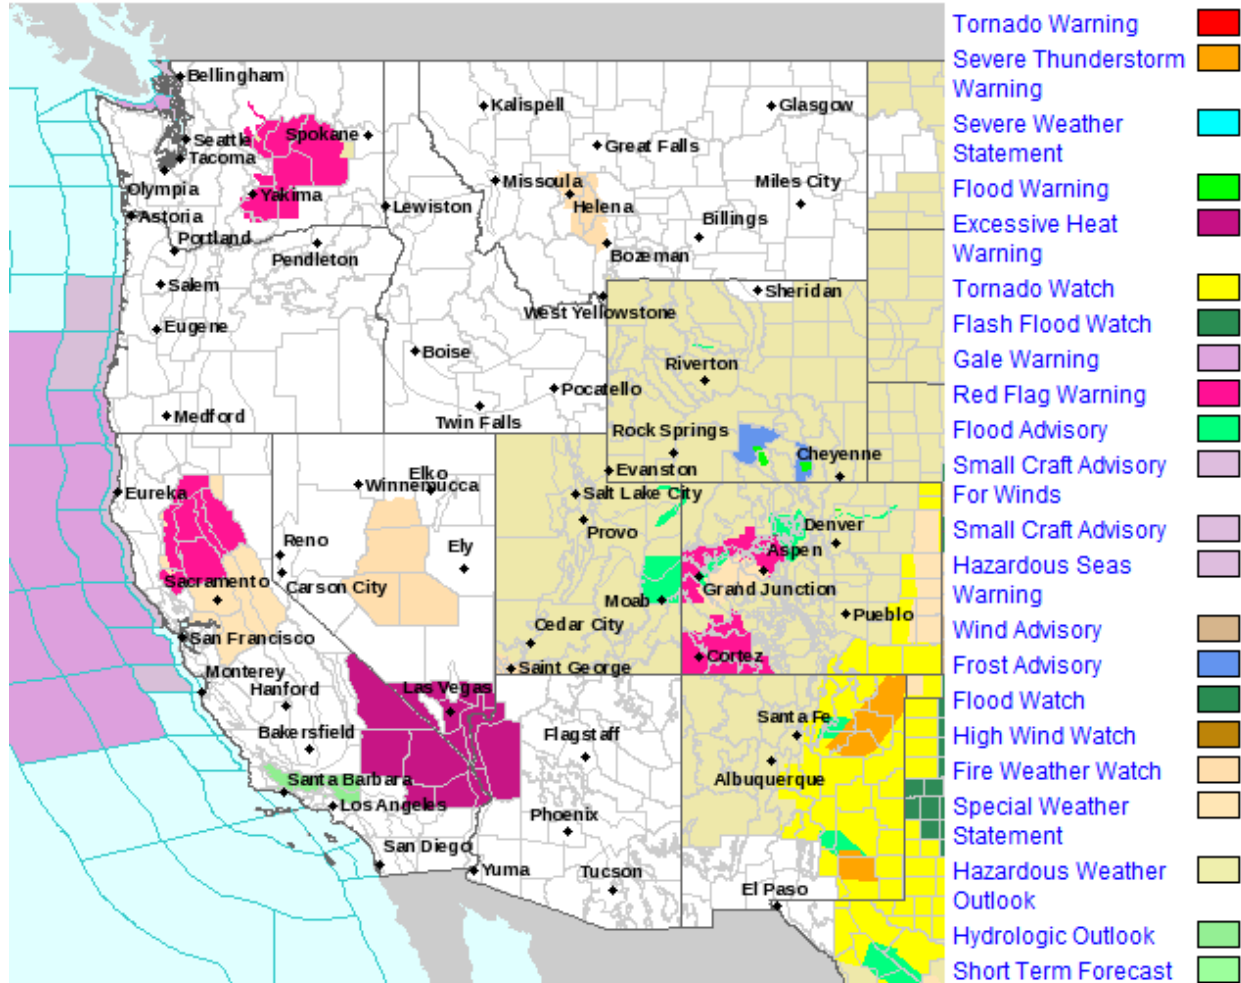 Bellingham
Kalispell
Glasgow
Seattle
Spokane
Great Falls
Tacoma
Missoula
Miles City
Olympia
Yakima
Helena
Astoria
Lewiston
Billings
Portland
Pendleton
Bozeman
Salem
Sheridan
West Yellowstone
Eugene
Boise
Riverton
Pocatello
Medford
Twin Falls
Rock Springs
Cheyenne
Elko
Evanston
Eureka
Winnemucca
Salt Lake City
Provo
Denver
Reno
Ely
Aspen
Sacramento
Carson City
Grand Junction
Moab
Pueblo
Cedar City
San Francisco
Cortez
Saint George
Monterey
Hanford
Las Vegas
Santa Fe
Bakersfield
Flagstaff
Albuquerque
Santa Barbara
Los Angeles
Phoenix
San Diego
Yuma
Tucson
El Paso
Tornado Warning
Severe Thunderstorm
Warning
Severe Weather
Statement
Flood Warning
Excessive Heat
Warning
Tornado Watch
Flash Flood Watch
Gale Warning
Red Flag Warning
Flood Advisory
Small Craft Advisory
For Winds
Small Craft Advisory
Hazardous Seas
Warning
Wind Advisory
Frost Advisory
Flood Watch
High Wind Watch
Fire Weather Watch
Special Weather
Statement
Hazardous Weather
Outlook
Hydrologic Outlook
Short Term Forecast